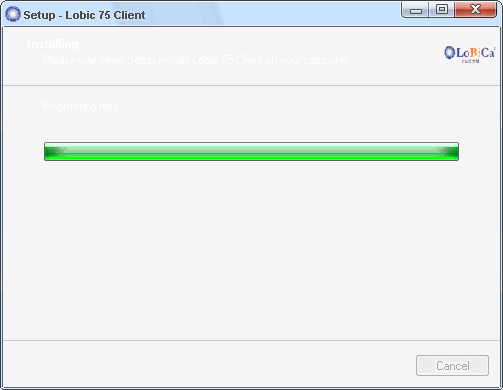 Setup - Lobic 75 Client
Installing
Please wait while Setup installs Lobic 75 Client on your computer.
LoBiCa
Registering files...
Cancel